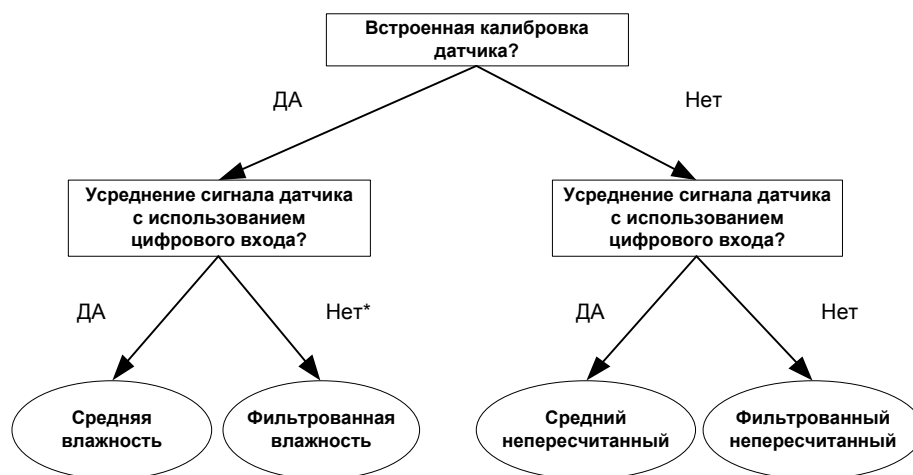 Встроенная калибровка
датчика?
ДА
Нет
Усреднение сигнала датчика
с использованием
цифрового входа?
Усреднение сигнала датчика
с использованием
цифрового входа?
ДА
Нет*
ДА
Нет
Средняя
влажность
Фильтрованная
влажность
Средний
непересчитанный
Фильтрованный
непересчитанный